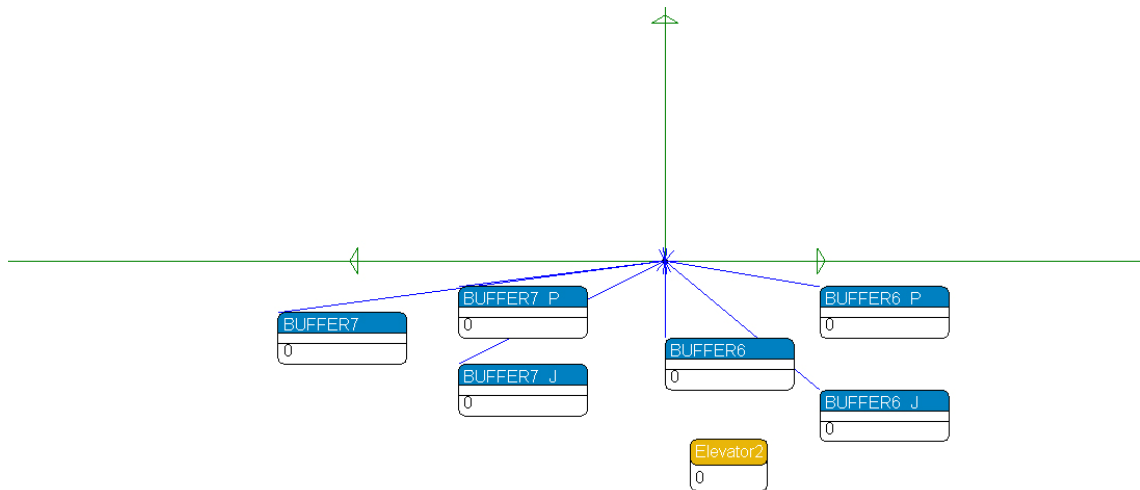 BUFFER7_P
0
BUFFER6_P
0
BUFFER7
0
BUFFER6
0
BUFFER7_J
0
BUFFER6_J
0
Elevator2
0